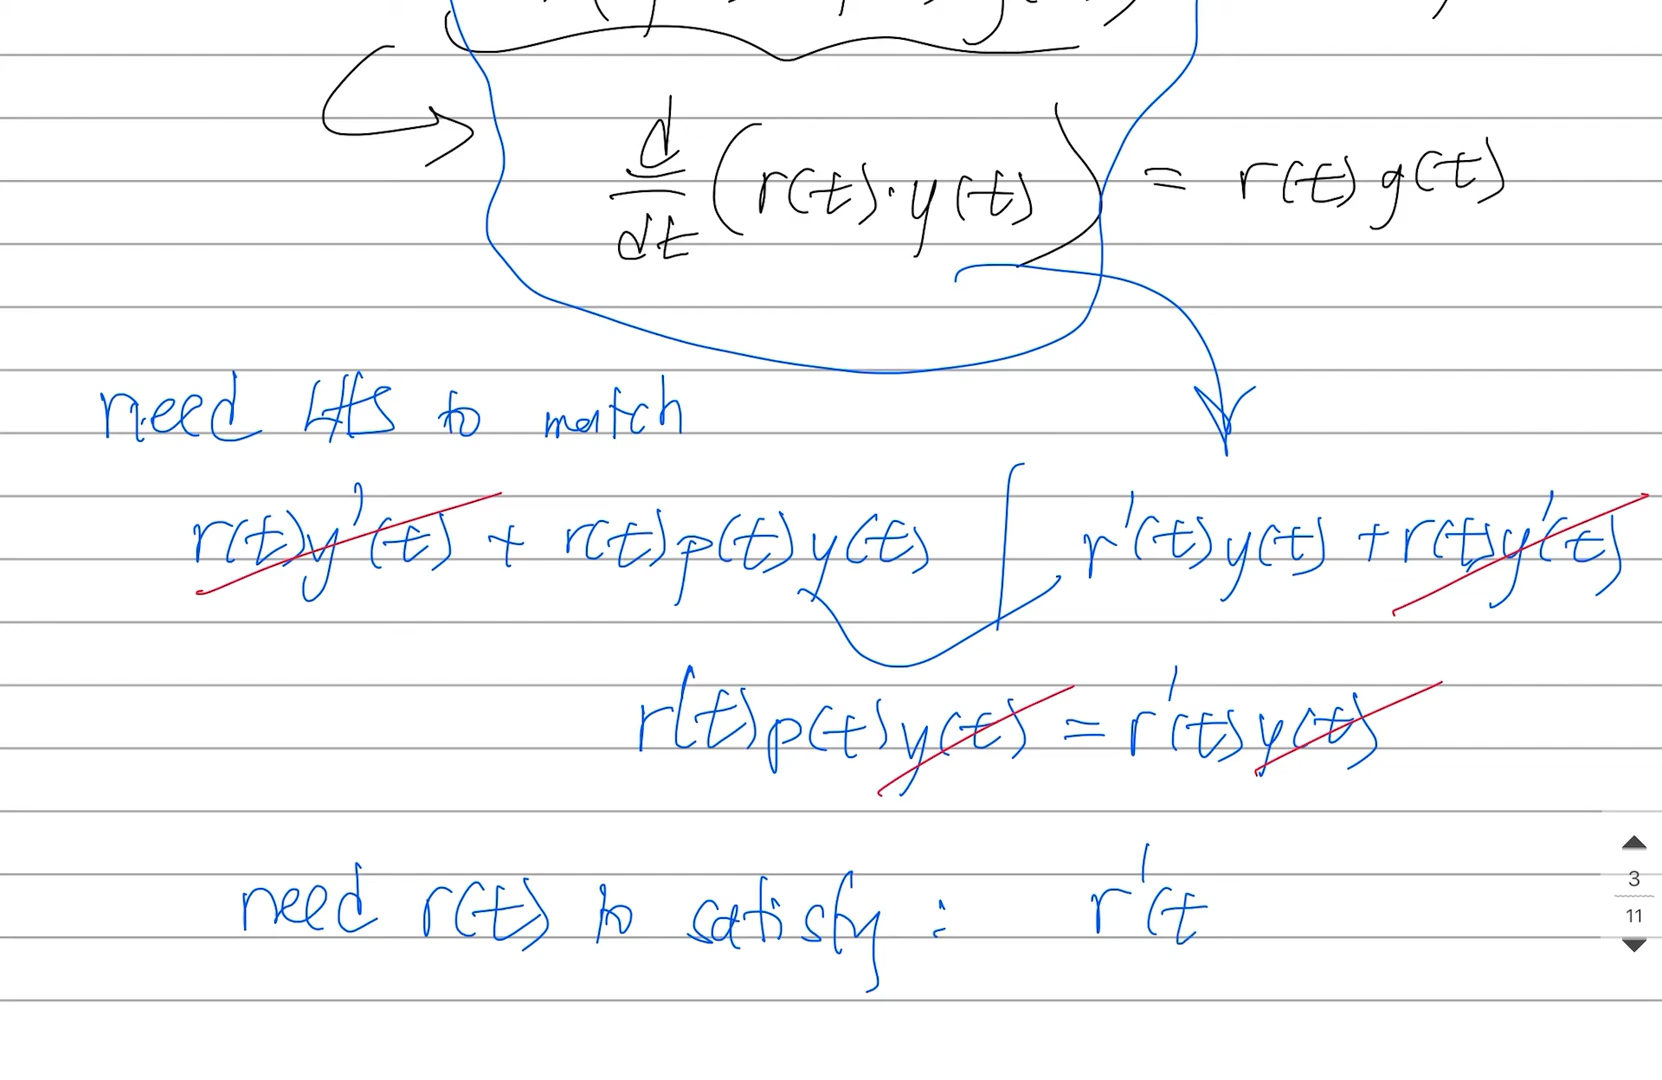 d/dt (r(t)·y(t)) = r(t)g(t)
need LHS to match
r(t)y'(t) + r(t)p(t)y(t) r'(t)y(t) + r(t)y'(t)
r(t)p(t)y(t) = r'(t)y(t)
need r(t) to satisfy : r'(t
3
11